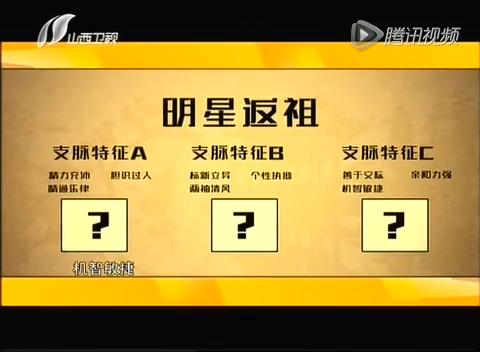 山西卫视
腾讯视频
明星返祖
支脉特征A 支脉特征B 支脉特征C
精力充沛 胆识过人 标新立异 个性执拗 善于交际 亲和力强
精通乐律 两袖清风 机智敏捷
? ? ?
机智敏捷